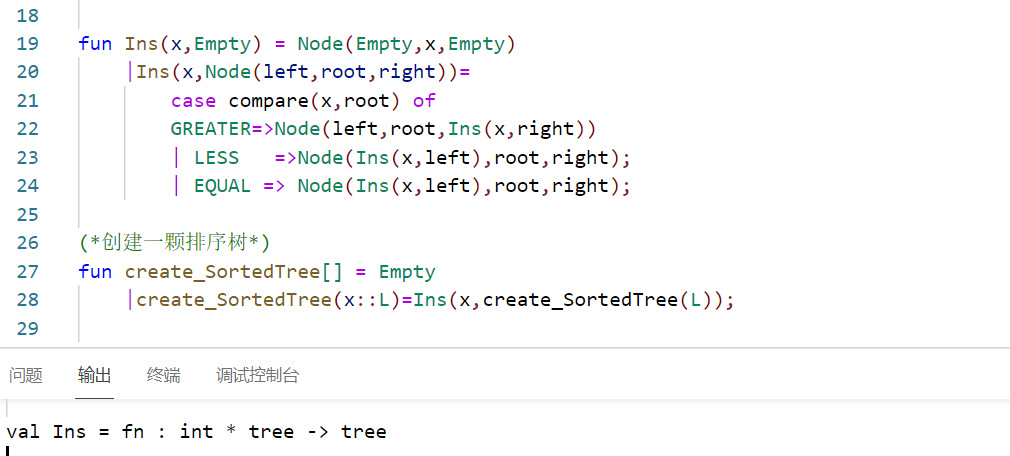 18
19 fun Ins(x,Empty) = Node(Empty,x,Empty)
20 |Ins(x,Node(left,root,right))=
21 case compare(x,root) of
22 GREATER=>Node(left,root,Ins(x,right))
23 | LESS   =>Node(Ins(x,left),root,right);
24 | EQUAL => Node(Ins(x,left),root,right);
25
26 (*创建一颗排序树*)
27 fun create_SortedTree[] = Empty
28 |create_SortedTree(x::L)=Ins(x,create_SortedTree(L));
29
问题 输出 终端 调试控制台
val Ins = fn : int * tree -> tree